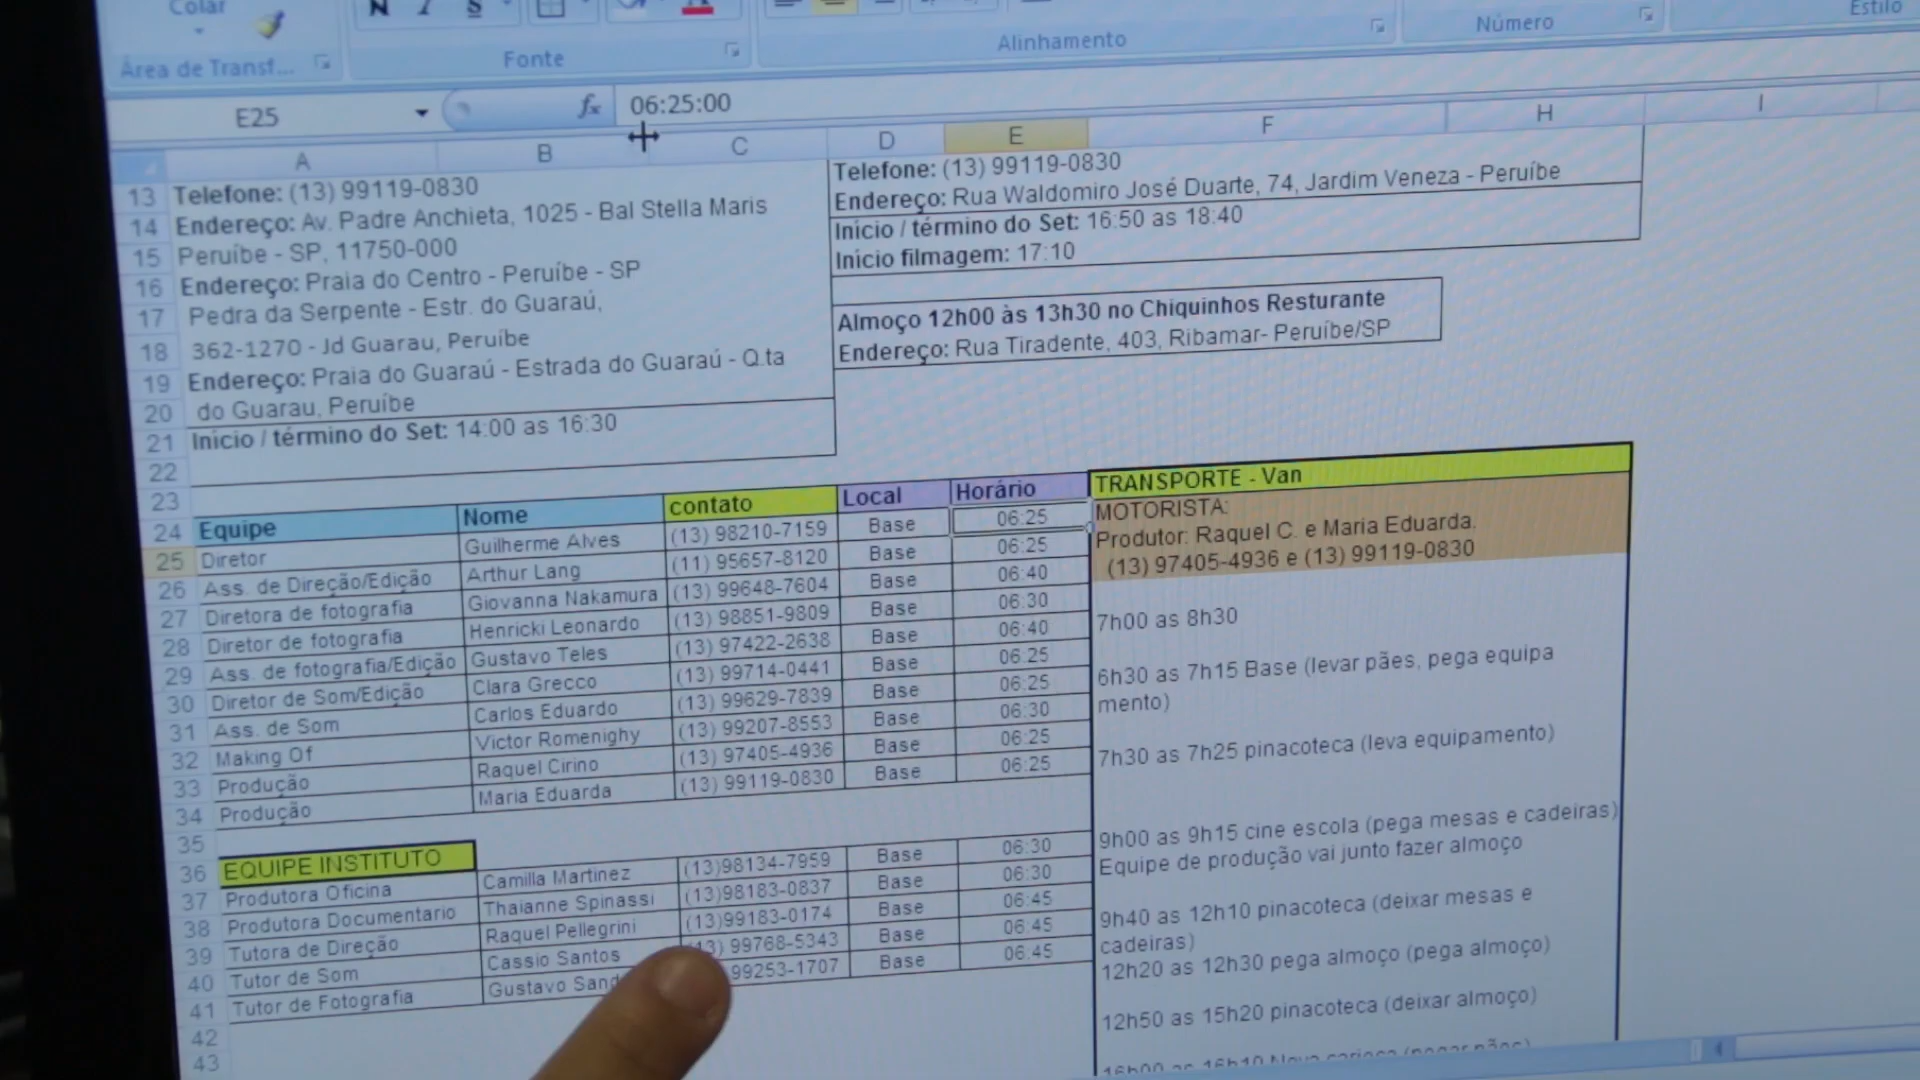 Colar
Área de Transf...
Fonte
Alinhamento
Número
Estilo
E25
fx
06:25:00
A B C D E F H I
13 Telefone: (13) 99119-0830
14 Endereço: Av. Padre Anchieta, 1025 - Bal Stella Maris
15 Peruíbe - SP, 11750-000
16 Endereço: Praia do Centro - Peruíbe - SP
17 Pedra da Serpente - Estr. do Guaraú,
18 362-1270 - Jd Guarau, Peruíbe
19 Endereço: Praia do Guaraú - Estrada do Guaraú - Q.ta
20 do Guarau, Peruíbe
21 Início / término do Set: 14:00 as 16:30
22
23
Telefone: (13) 99119-0830
Endereço: Rua Waldomiro José Duarte, 74, Jardim Veneza - Peruíbe
Início / término do Set: 16:50 as 18:40
Início filmagem: 17:10
Almoço 12h00 às 13h30 no Chiquinhos Resturante
Endereço: Rua Tiradente, 403, Ribamar- Peruíbe/SP
24 Equipe Nome contato Local Horário
25 Diretor Guilherme Alves (13) 98210-7159 Base 06:25
26 Ass. de Direção/Edição Arthur Lang (11) 95657-8120 Base 06:25
27 Diretora de fotografia Giovanna Nakamura (13) 99648-7604 Base 06:40
28 Diretor de fotografia Henricki Leonardo (13) 98851-9809 Base 06:30
29 Ass. de fotografia/Edição Gustavo Teles (13) 97422-2638 Base 06:40
30 Diretor de Som/Edição Clara Grecco (13) 99714-0441 Base 06:25
31 Ass. de Som Carlos Eduardo (13) 99629-7839 Base 06:25
32 Making Of Victor Romenighy (13) 99207-8553 Base 06:30
33 Produção Raquel Cirino (13) 97405-4936 Base 06:25
34 Produção Maria Eduarda (13) 99119-0830 Base 06:25
35
36 EQUIPE INSTITUTO
37 Produtora Oficina Camilla Martinez (13)98134-7959 Base 06:30
38 Produtora Documentario Thaianne Spinassi (13)98183-0837 Base 06:30
39 Tutora de Direção Raquel Pellegrini (13)99183-0174 Base 06:45
40 Tutor de Som Cassio Santos (13) 99768-5343 Base 06:45
41 Tutor de Fotografia Gustavo 99253-1707 Base 06:45
42
43
TRANSPORTE - Van
MOTORISTA:
Produtor: Raquel C. e Maria Eduarda.
(13) 97405-4936 e (13) 99119-0830
7h00 as 8h30
6h30 as 7h15 Base (levar pães, pega equipa
mento)
7h30 as 7h25 pinacoteca (leva equipamento)
9h00 as 9h15 cine escola (pega mesas e cadeiras)
Equipe de produção vai junto fazer almoço
9h40 as 12h10 pinacoteca (deixar mesas e
cadeiras)
12h20 as 12h30 pega almoço (pega almoço)
12h50 as 15h20 pinacoteca (deixar almoço)
16h00 as 16h10 Nova carioca (pegar pães)